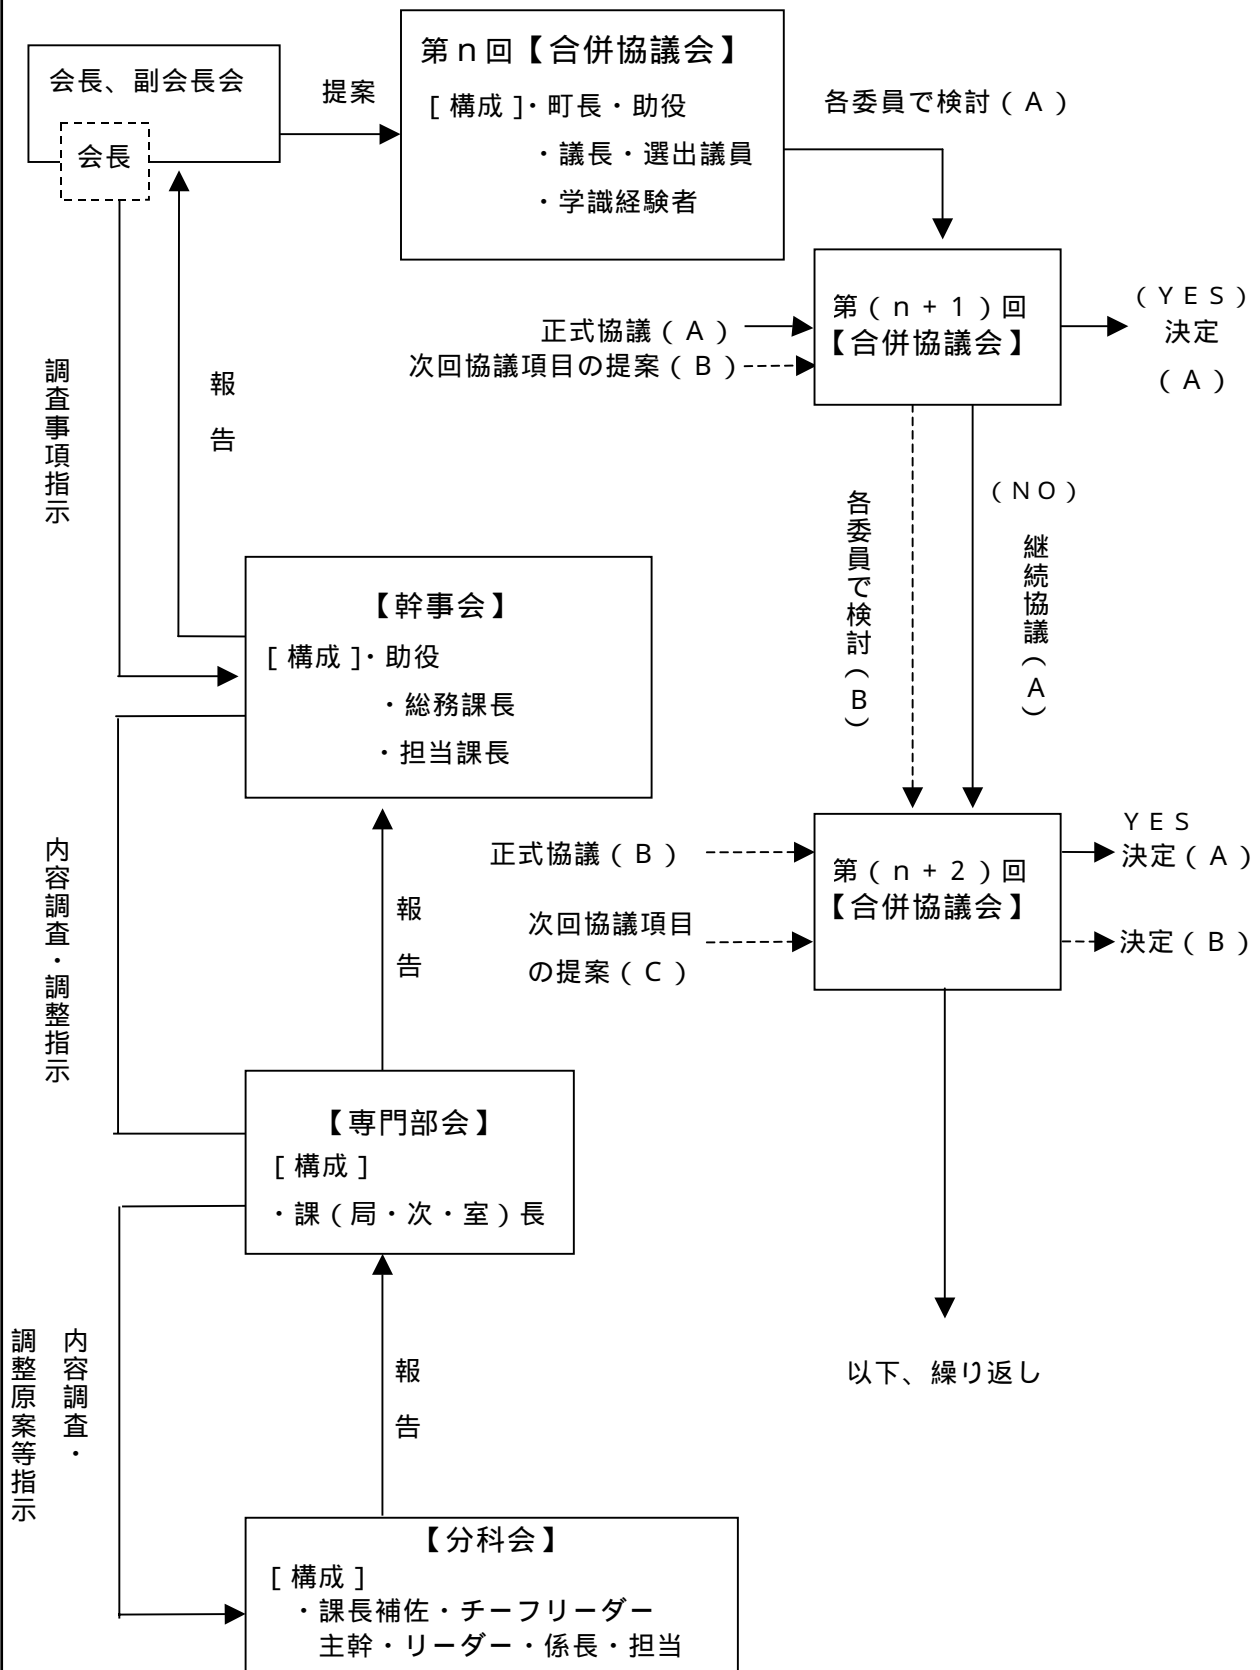 会長、副会長会
会長
提案
第n回【合併協議会】
[構成]・町長・助役
・議長・選出議員
・学識経験者
各委員で検討(A)
第(n+1)回
【合併協議会】
正式協議(A)
次回協議項目の提案(B)
(YES)
決定
(A)
調査事項指示
報告
各委員で検討(B)
(NO)
継続協議(A)
【幹事会】
[構成]・助役
・総務課長
・担当課長
内容調査・調整指示
報告
正式協議(B)
次回協議項目
の提案(C)
第(n+2)回
【合併協議会】
YES
決定(A)
決定(B)
【専門部会】
[構成]
・課(局・次・室)長
内容調査・
調整原案等指示
報告
以下、繰り返し
【分科会】
[構成]
・課長補佐・チーフリーダー
主幹・リーダー・係長・担当